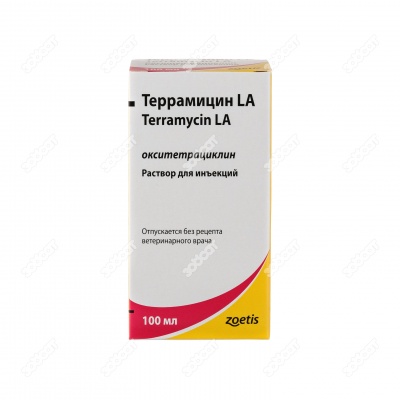 Террамицин LA
Terramycin LA
окситетрациклин
Раствор для инъекций
Отпускается без рецепта
ветеринарного врача
100 мл
zoetis